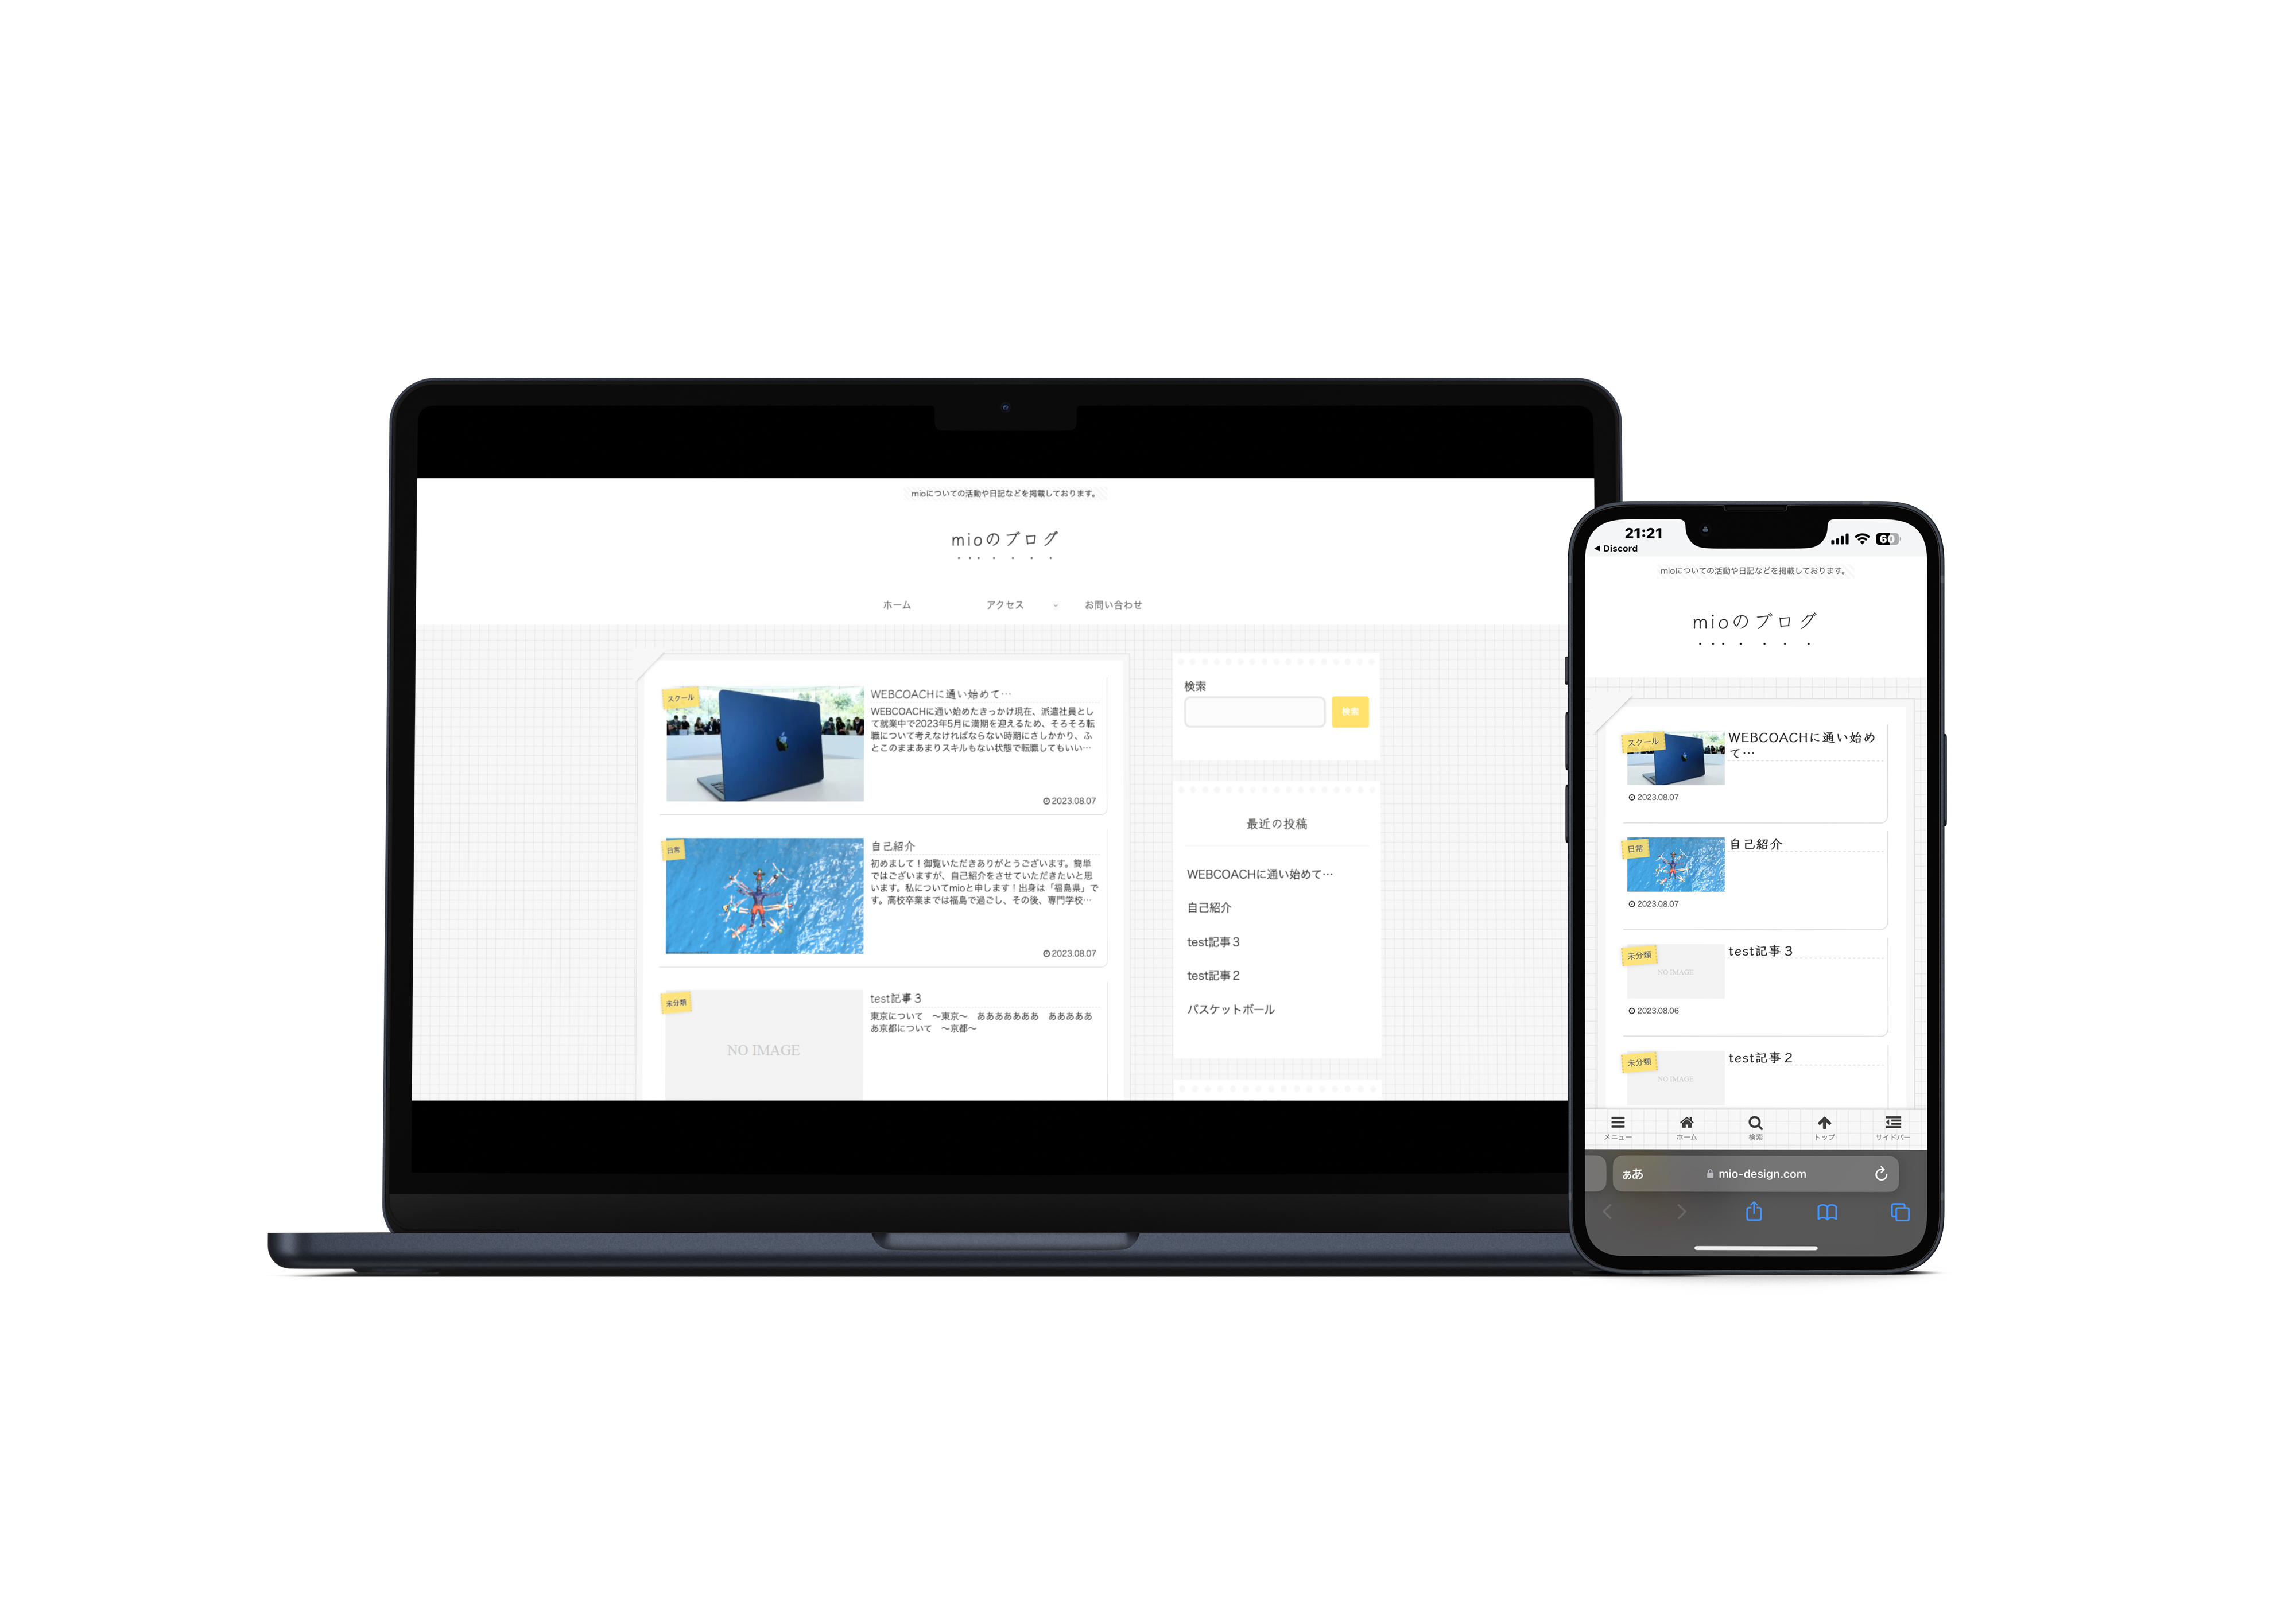 mioについての活動や日記などを掲載しております。
mioのブログ
ホーム
アクセス
お問い合わせ
スクール
WEBCOACHに通い始めて…
WEBCOACHに通い始めたきっかけ現在、派遣社員とし
て就業中で2023年5月に満期を迎えるため、そろそろ転
職について考えなければならない時期にさしかかり、ふ
とこのままあまりスキルもない状態で転職してもいい…
2023.08.07
日常
自己紹介
初めまして！御覧いただきありがとうございます。簡単
ではございますが、自己紹介をさせていただきたいと思
います。私についてmioと申します！出身は「福島県」で
す。高校卒業までは福島で過ごし、その後、専門学校…
2023.08.07
未分類
NO IMAGE
test記事３
東京について　〜東京〜　あああああああ　あああああ
あ京都について　〜京都〜
検索
検索
最近の投稿
WEBCOACHに通い始めて…
自己紹介
test記事３
test記事２
バスケットボール
21:21
60
◀ Discord
mioについての活動や日記などを掲載しております。
mioのブログ
スクール
WEBCOACHに通い始め
て…
2023.08.07
日常
自己紹介
2023.08.07
未分類
NO IMAGE
test記事３
2023.08.06
未分類
NO IMAGE
test記事２
メニュー
ホーム
検索
トップ
サイドバー
ああ
mio-design.com